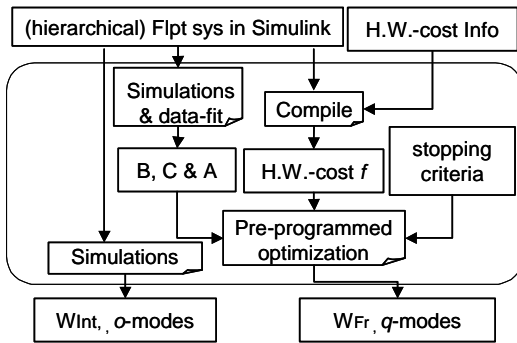 (hierarchical) Flpt sys in Simulink
H.W.-cost Info
Simulations
& data-fit
Compile
stopping
criteria
B, C & A
H.W.-cost f
Pre-programmed
optimization
Simulations
WInt, , o-modes
WFr , q-modes